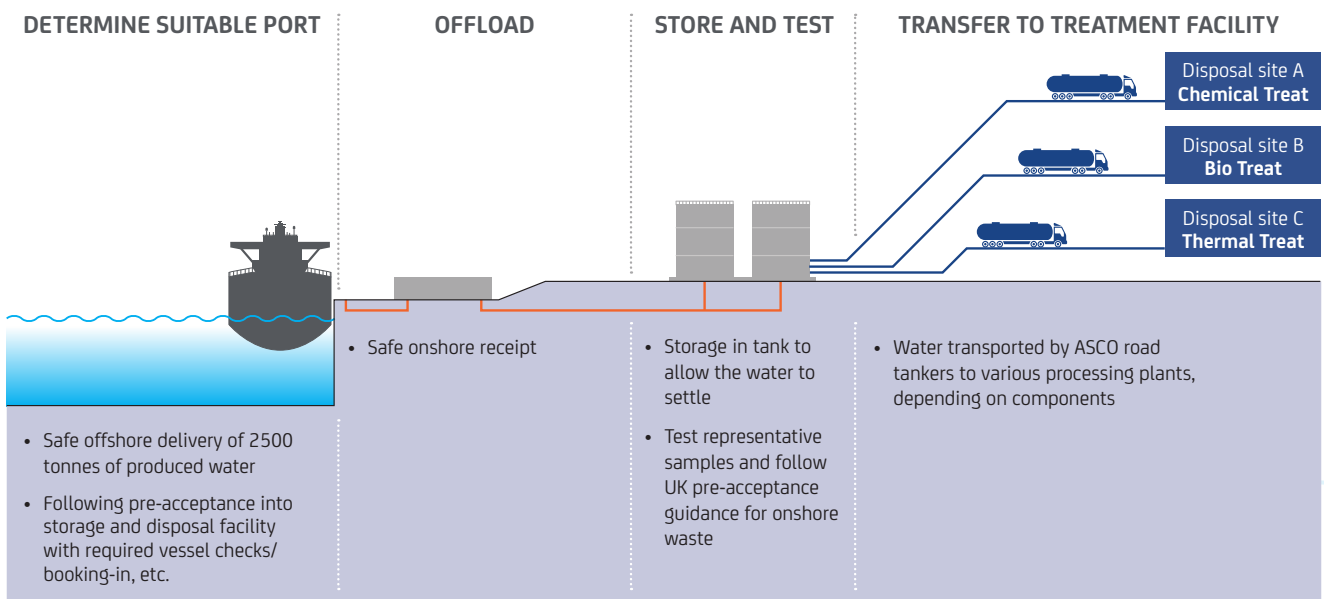 DETERMINE SUITABLE PORT
OFFLOAD
STORE AND TEST
TRANSFER TO TREATMENT FACILITY
Disposal site A
Chemical Treat
Disposal site B
Bio Treat
Disposal site C
Thermal Treat
• Safe offshore delivery of 2500
tonnes of produced water
• Following pre-acceptance into
storage and disposal facility
with required vessel checks/
booking-in, etc.
• Safe onshore receipt
• Storage in tank to
allow the water to
settle
• Test representative
samples and follow
UK pre-acceptance
guidance for onshore
waste
• Water transported by ASCO road
tankers to various processing plants,
depending on components